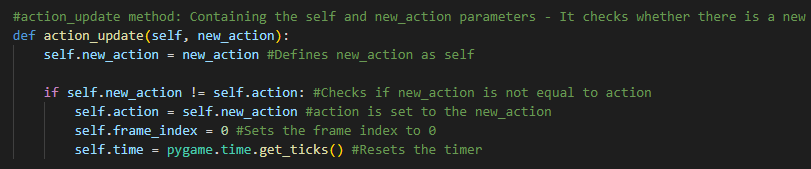 #action_update method: Containing the self and new_action parameters - It checks whether there is a new
def action_update(self, new_action):
    self.new_action = new_action #Defines new_action as self
    if self.new_action != self.action: #Checks if new_action is not equal to action
        self.action = self.new_action #action is set to the new_action
        self.frame_index = 0 #Sets the frame index to 0
        self.time = pygame.time.get_ticks() #Resets the timer